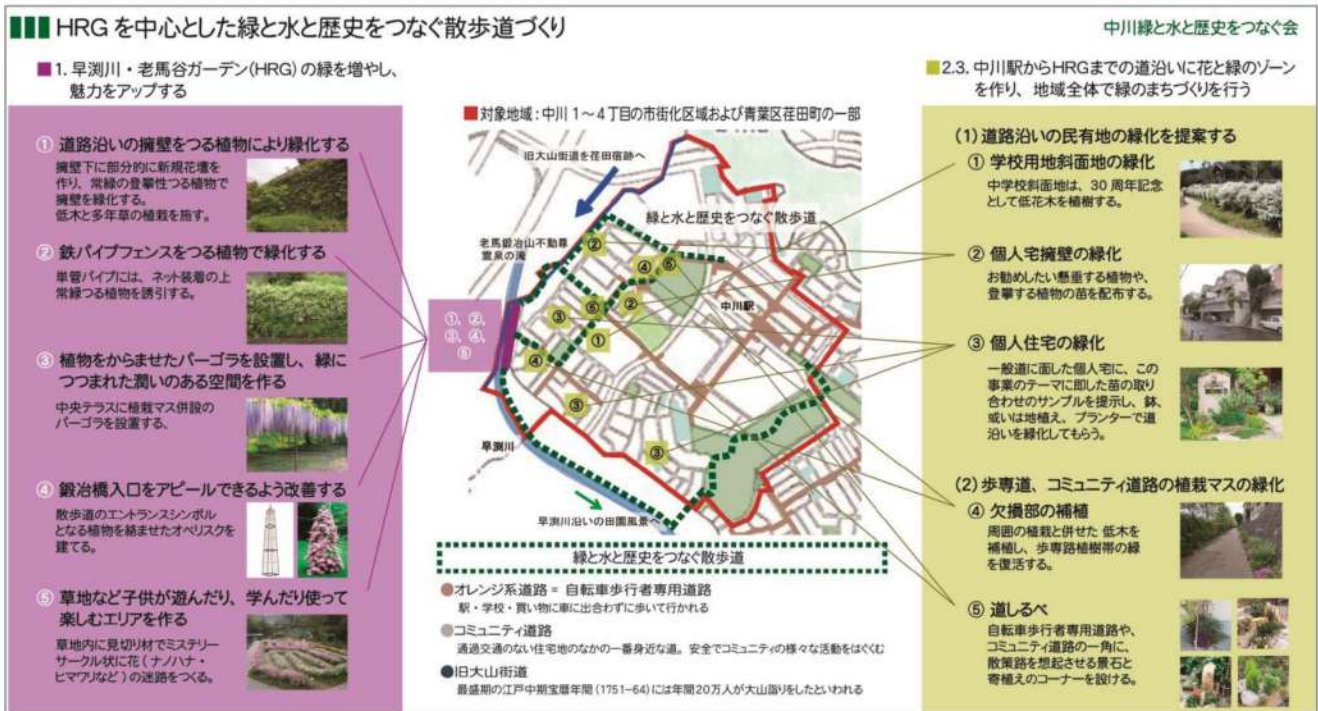 HRGを中心とした緑と水と歴史をつなぐ散歩道づくり
中川緑と水と歴史をつなぐ会
1. 早渕川・老馬谷ガーデン(HRG)の緑を増やし、
魅力をアップする
① 道路沿いの擁壁をつる植物により緑化する
擁壁下に部分的に新規花壇を
作り、常緑の登攀性つる植物で
擁壁を緑化する。
低木と多年草の植栽を施す。
② 鉄パイプフェンスをつる植物で緑化する
単管パイプには、ネット装着の上
常緑つる植物を誘引する。
③ 植物をからませたパーゴラを設置し、緑に
つつまれた潤いのある空間を作る
中央テラスに植栽マス併設の
パーゴラを設置する、
④ 鍛冶橋入口をアピールできるよう改善する
散歩道のエントランスシンボル
となる植物を絡ませたオベリスクを
建てる。
⑤ 草地など子供が遊んだり、学んだり使って
楽しむエリアを作る
草地内に見切り材でミステリー
サークル状に花(ナノハナ・
ヒマワリなど)の迷路をつくる。
対象地域:中川1～4丁目の市街化区域および青葉区荏田町の一部
旧大山街道を荏田宿跡へ
緑と水と歴史をつなぐ散歩道
老馬鍛冶山不動尊
霊泉の滝
中川駅
①、②、
③、④、
⑤
②
④
⑤
②
⑤
③
①
④
③
③
早渕川
早渕川沿いの田園風景へ
緑と水と歴史をつなぐ散歩道
●オレンジ系道路 = 自転車歩行者専用道路
駅・学校・買い物に車に出合わずに歩いて行かれる
●コミュニティ道路
通過交通のない住宅地のなかの一番身近な道。安全でコミュニティの様々な活動をはぐくむ
●旧大山街道
最盛期の江戸中期宝暦年間(1751-64)には年間20万人が大山詣りをしたといわれる
2.3. 中川駅からHRGまでの道沿いに花と緑のゾーン
を作り、地域全体で緑のまちづくりを行う
(1)道路沿いの民有地の緑化を提案する
① 学校用地斜面地の緑化
中学校斜面地は、30周年記念
として低花木を植樹する。
② 個人宅擁壁の緑化
お勧めしたい懸垂する植物や、
登攀する植物の苗を配布する。
③ 個人住宅の緑化
一般道に面した個人宅に、この
事業のテーマに即した苗の取り
合わせのサンプルを提示し、鉢、
或いは地植え、プランターで道
沿いを緑化してもらう。
(2)歩専道、コミュニティ道路の植栽マスの緑化
④ 欠損部の補植
周囲の植栽と併せた 低木を
補植し、歩専路植樹帯の緑
を復活する。
⑤ 道しるべ
自転車歩行者専用道路や、
コミュニティ道路の一角に、
散策路を想起させる景石と
寄植えのコーナーを設ける。